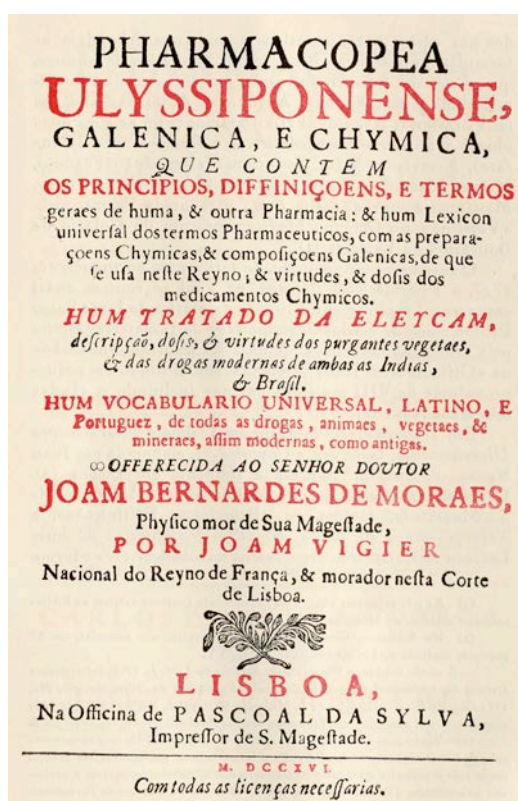 PHARMACOPEA
ULYSSIPONENSE,
GALENICA, E CHYMICA,
QUE CONTEM
OS PRINCIPIOS, DIFFINIÇOENS, E TERMOS
geraes de huma, & outra Pharmacia: & hum Lexicon
univerſal dos termos Pharmaceuticos, com as prepara-
çoens Chymicas, & compoſiçoens Galenicas, de que
ſe uſa neſte Reyno; & virtudes, & doſis dos
medicamentos Chymicos.
HUM TRATADO DA ELEYCAM,
deſcripçaõ, doſis, & virtudes dos purgantes vegetaes,
& das drogas modernas de ambas as Indias,
& Braſil.
HUM VOCABULARIO UNIVERSAL, LATINO, E
Portuguez, de todas as drogas, animaes, vegetaes, &
mineraes, aſſim modernas, como antigas.
OFFERECIDA AO SENHOR DOUTOR
JOAM BERNARDES DE MORAES,
Phyſico mor de Sua Mageſtade,
POR JOAM VIGIER
Nacional do Reyno de França, & morador neſta Corte
de Lisboa.
LISBOA,
Na Officina de PASCOAL DA SYLVA,
Impreſſor de S. Mageſtade.
M. DCCXVI.
Com todas as licenças neceſſarias.